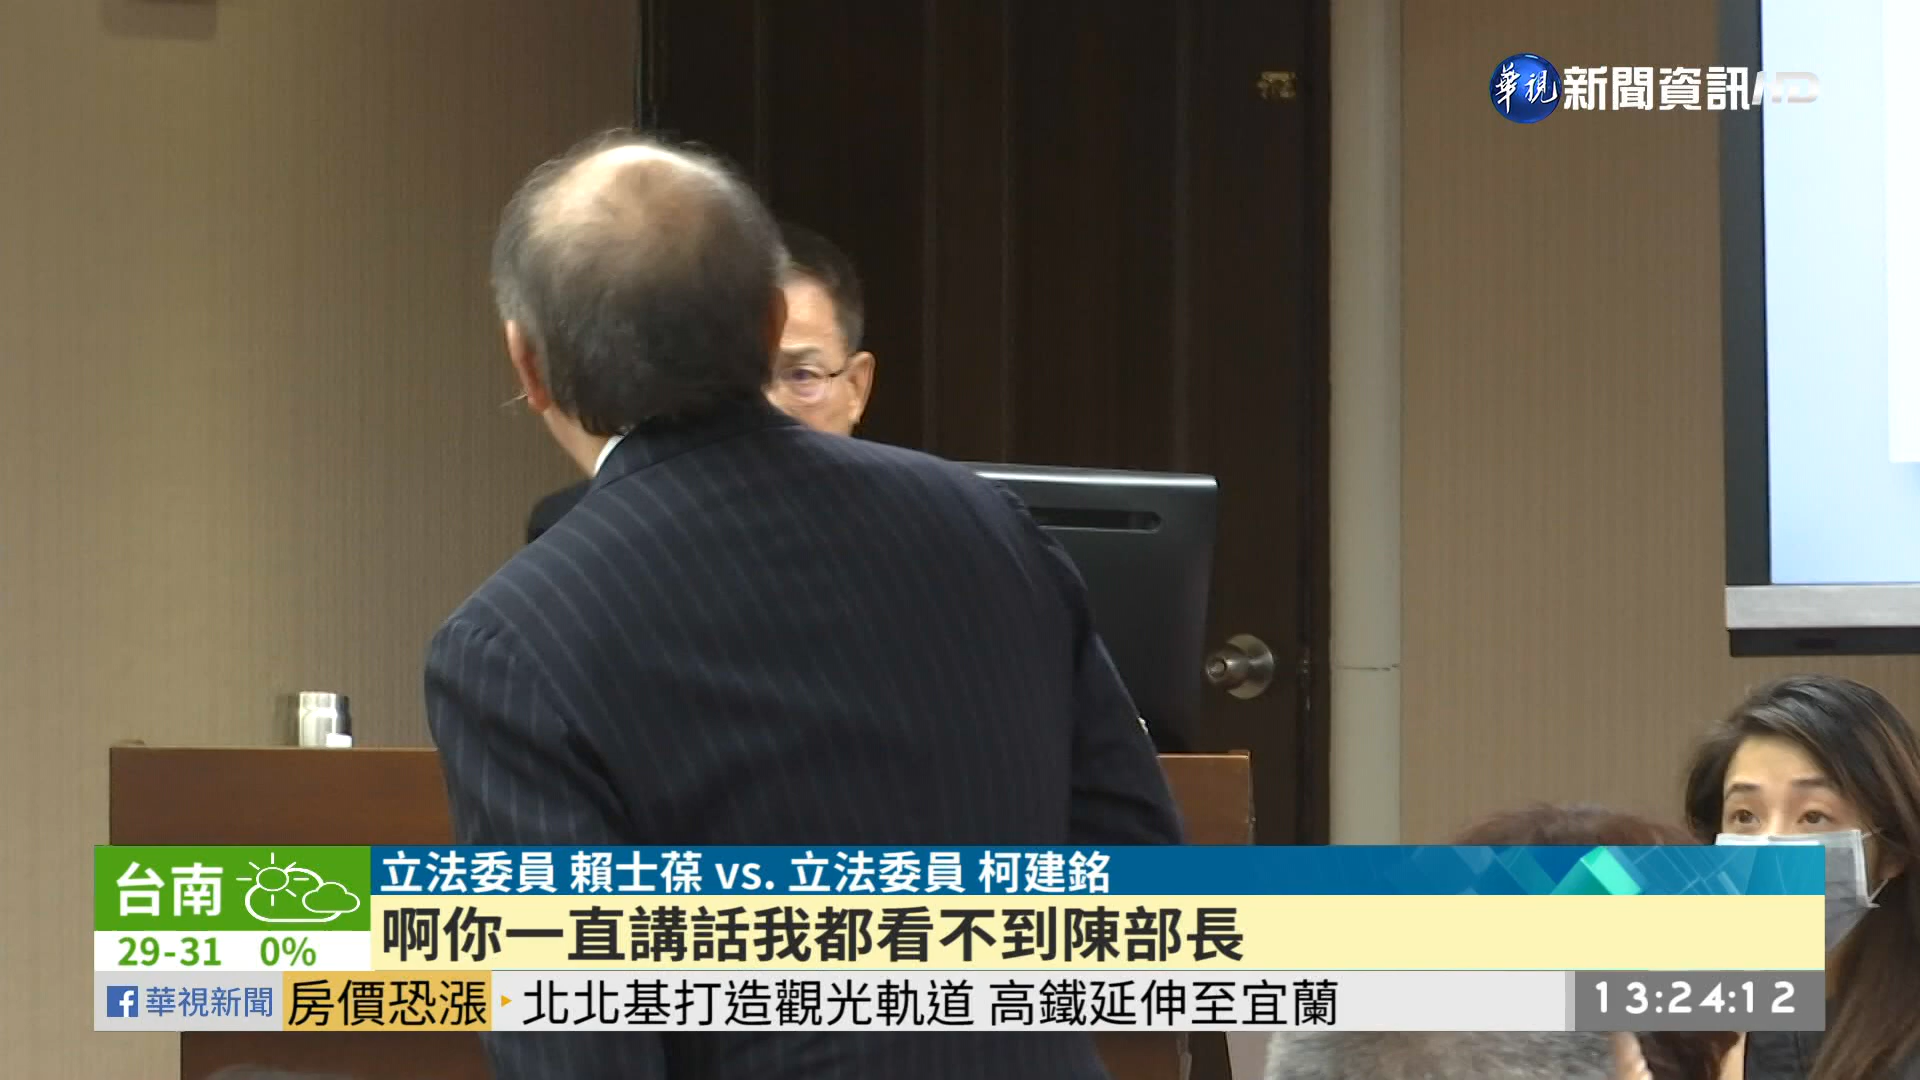 華視新聞資訊HD
台南
29-31 0%
立法委員 賴士葆 vs. 立法委員 柯建銘
啊你一直講話我都看不到陳部長
華視新聞 房價恐漲 北北基打造觀光軌道 高鐵延伸至宜蘭 13:24:12